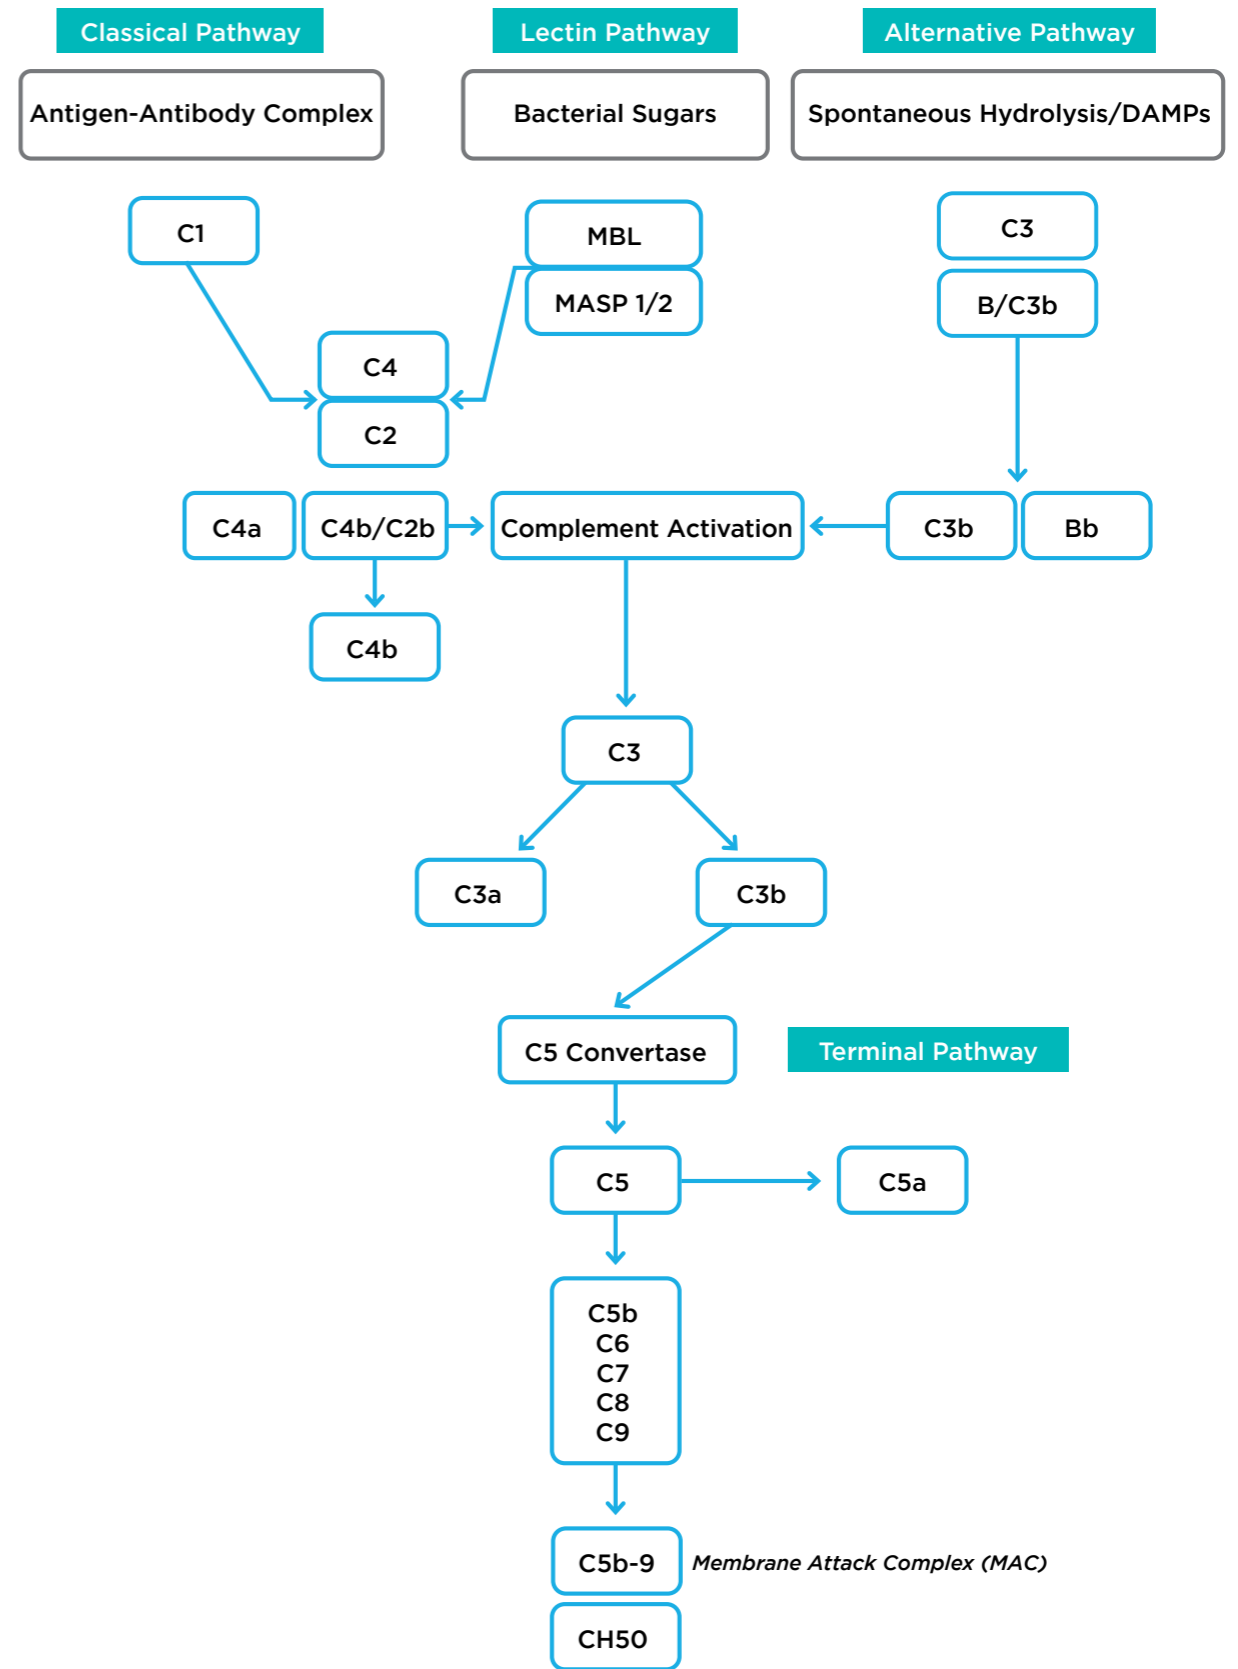 Classical Pathway
Lectin Pathway
Alternative Pathway
Antigen-Antibody Complex
Bacterial Sugars
Spontaneous Hydrolysis/DAMPs
C1
MBL
C3
MASP 1/2
B/C3b
C4
C2
C4a
C4b/C2b
Complement Activation
C3b
Bb
C4b
C3
C3a
C3b
C5 Convertase
Terminal Pathway
C5
C5a
C5b
C6
C7
C8
C9
C5b-9
Membrane Attack Complex (MAC)
CH50